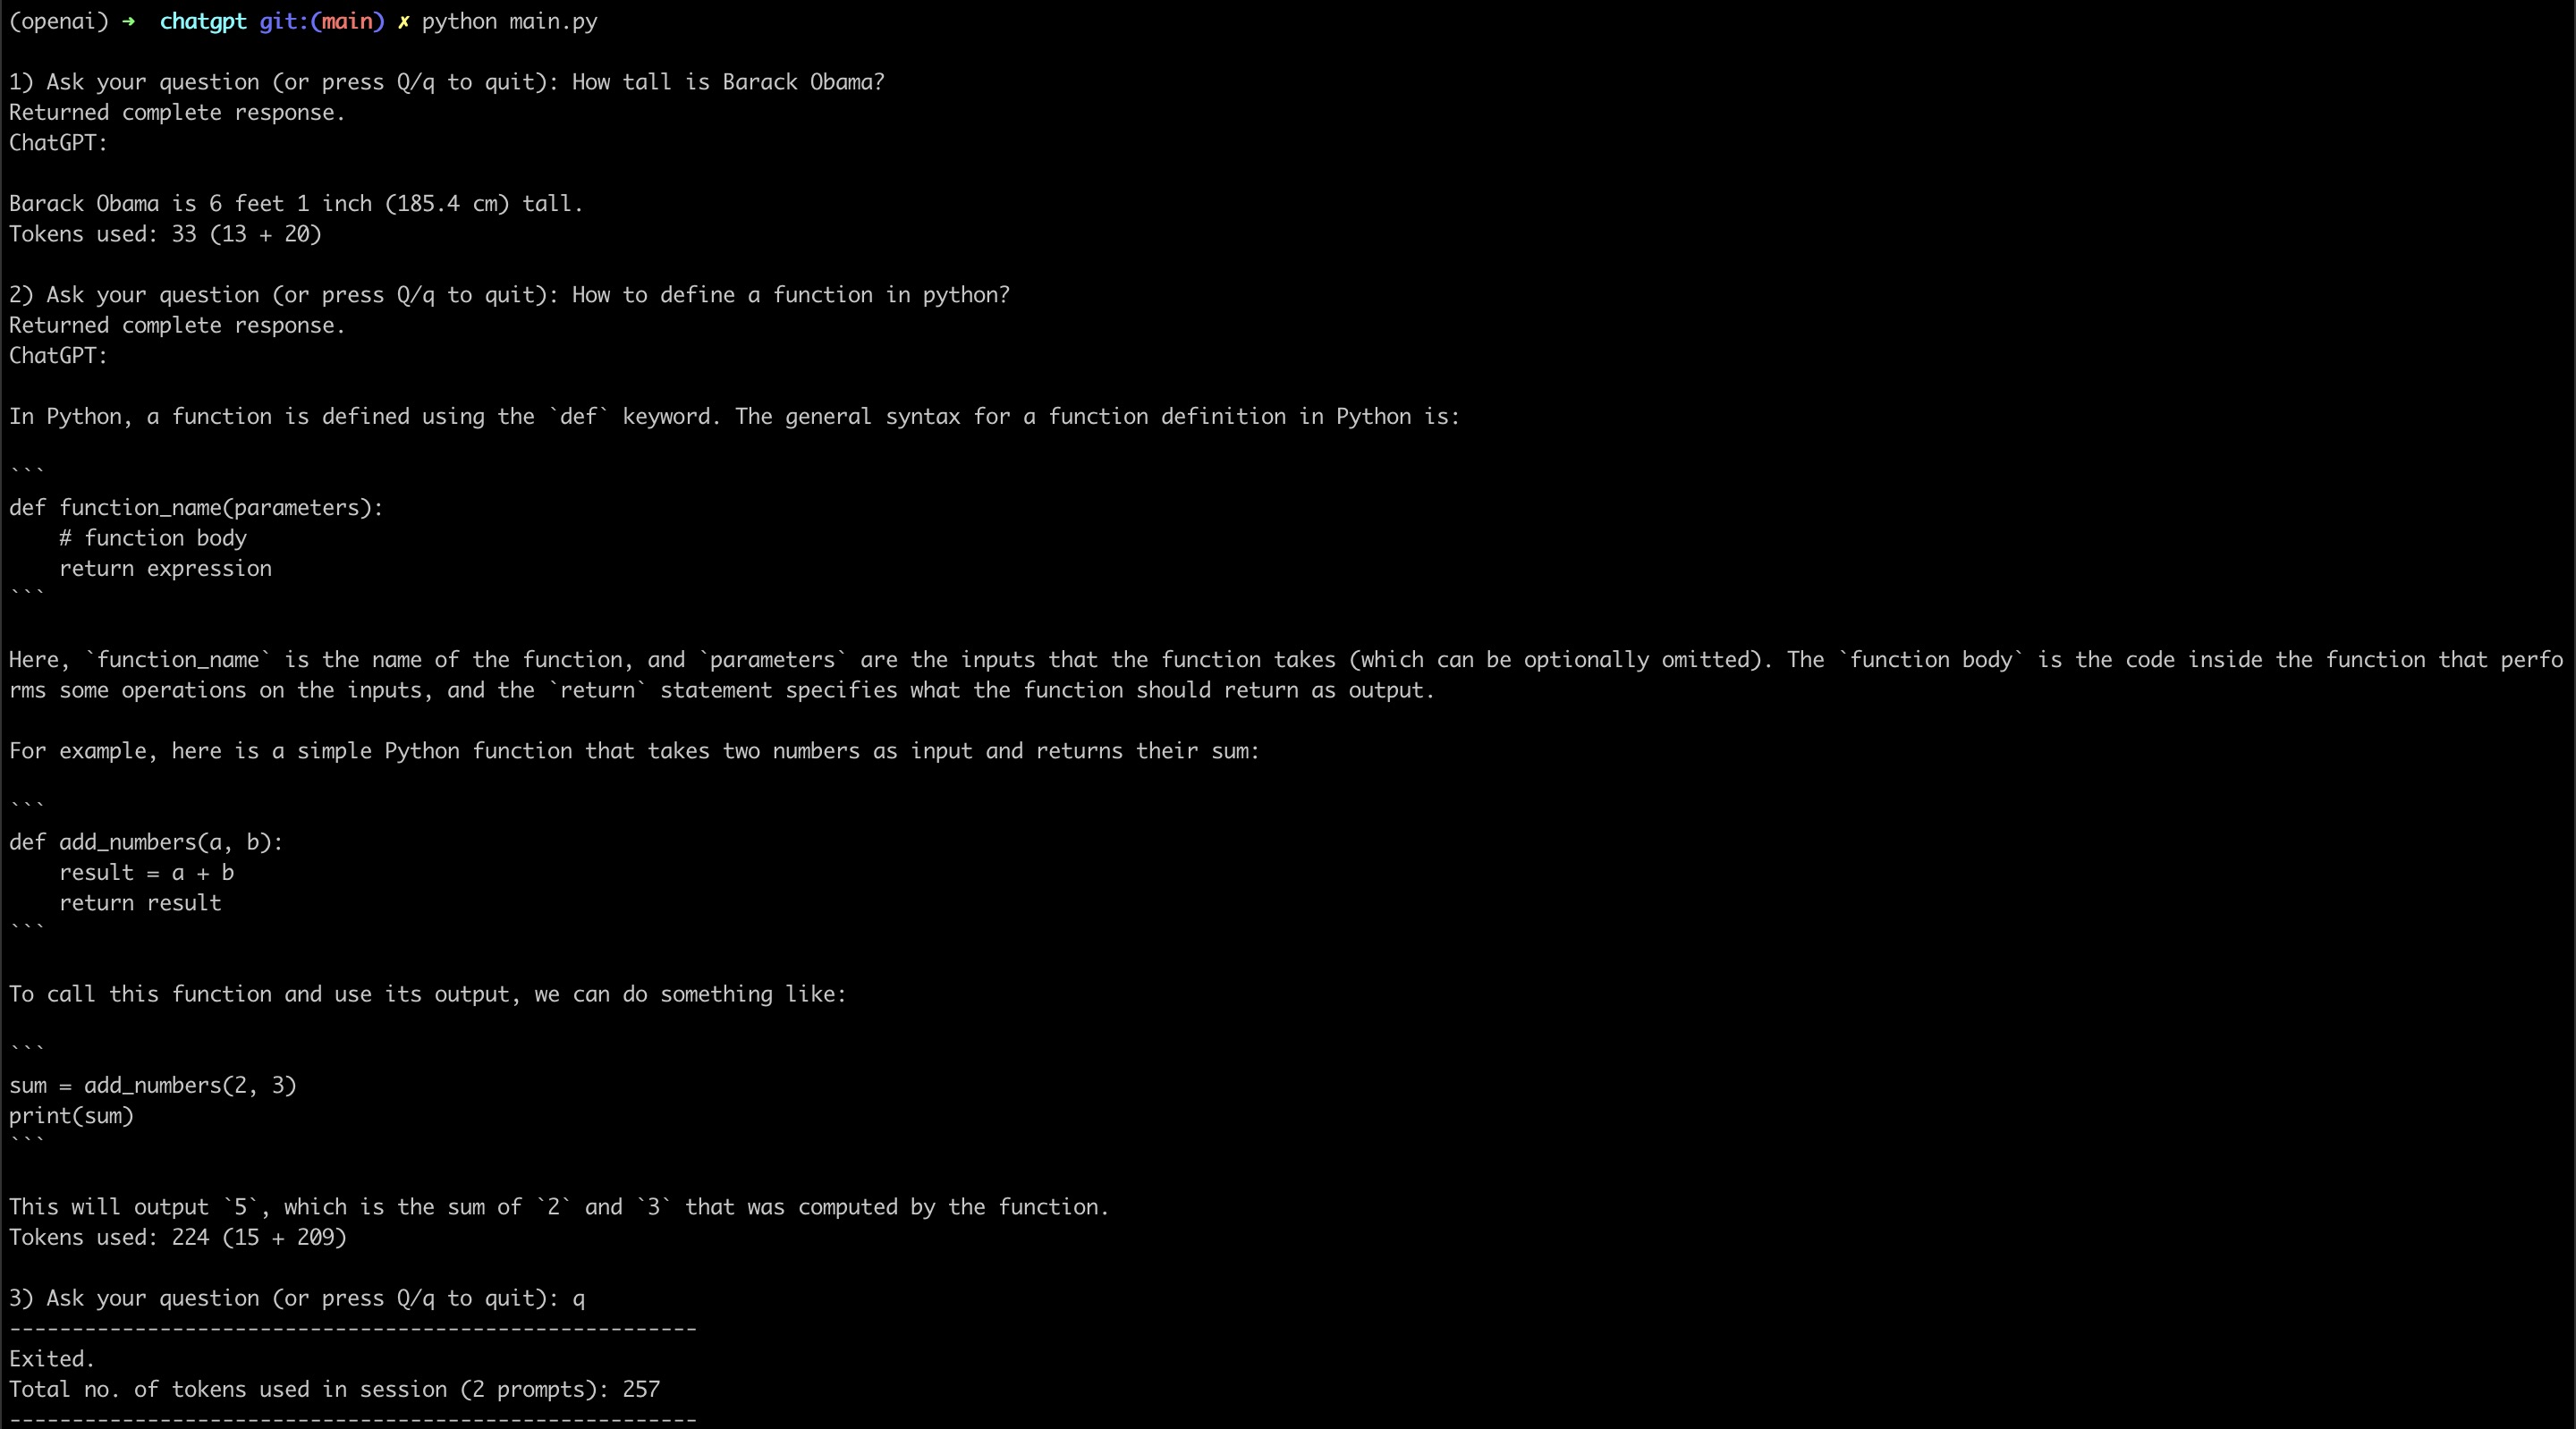 (openai) ➜  chatgpt git:(main) ✗ python main.py

1) Ask your question (or press Q/q to quit): How tall is Barack Obama?
Returned complete response.
ChatGPT:

Barack Obama is 6 feet 1 inch (185.4 cm) tall.
Tokens used: 33 (13 + 20)

2) Ask your question (or press Q/q to quit): How to define a function in python?
Returned complete response.
ChatGPT:

In Python, a function is defined using the `def` keyword. The general syntax for a function definition in Python is:

```
def function_name(parameters):
    # function body
    return expression
```

Here, `function_name` is the name of the function, and `parameters` are the inputs that the function takes (which can be optionally omitted). The `function body` is the code inside the function that perfo
rms some operations on the inputs, and the `return` statement specifies what the function should return as output.

For example, here is a simple Python function that takes two numbers as input and returns their sum:

```
def add_numbers(a, b):
    result = a + b
    return result
```

To call this function and use its output, we can do something like:

```
sum = add_numbers(2, 3)
print(sum)
```

This will output `5`, which is the sum of `2` and `3` that was computed by the function.
Tokens used: 224 (15 + 209)

3) Ask your question (or press Q/q to quit): q
-------------------------------------------------------
Exited.
Total no. of tokens used in session (2 prompts): 257
-------------------------------------------------------